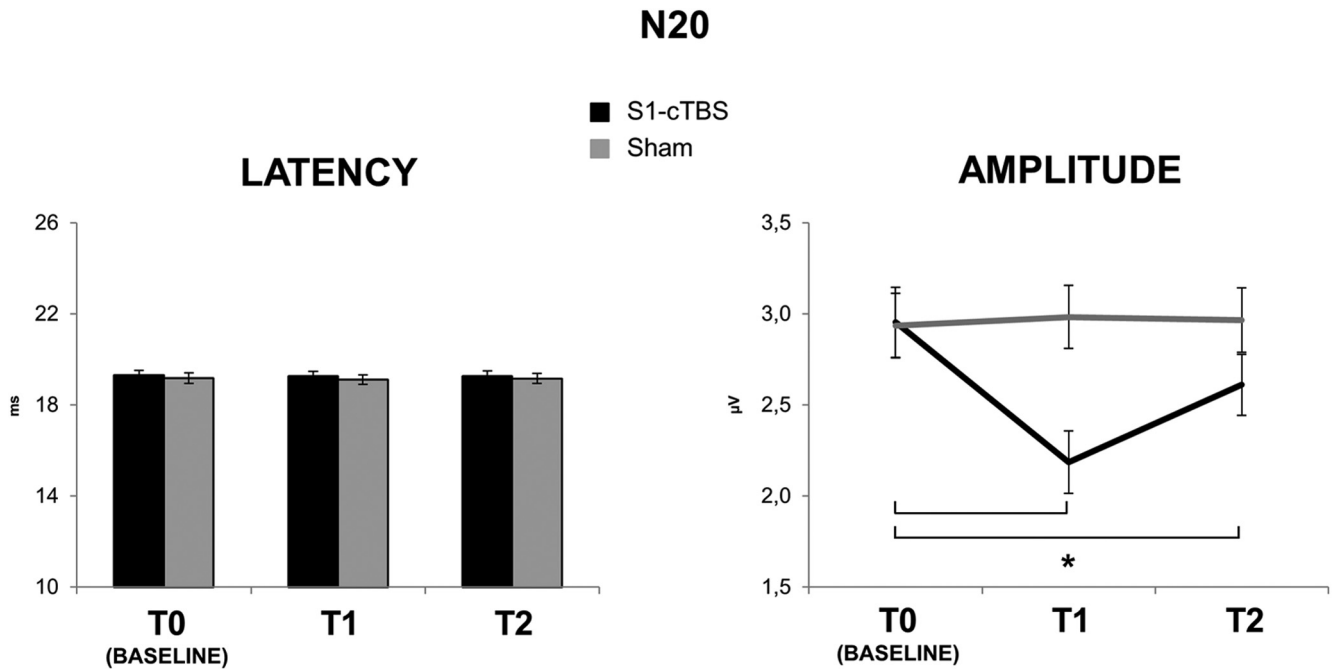 N20
S1-cTBS
Sham
LATENCY
26
22
18
14
10
ms
T0
(BASELINE)
T1
T2
AMPLITUDE
3,5
3,0
2,5
2,0
1,5
µV
*
T0
(BASELINE)
T1
T2